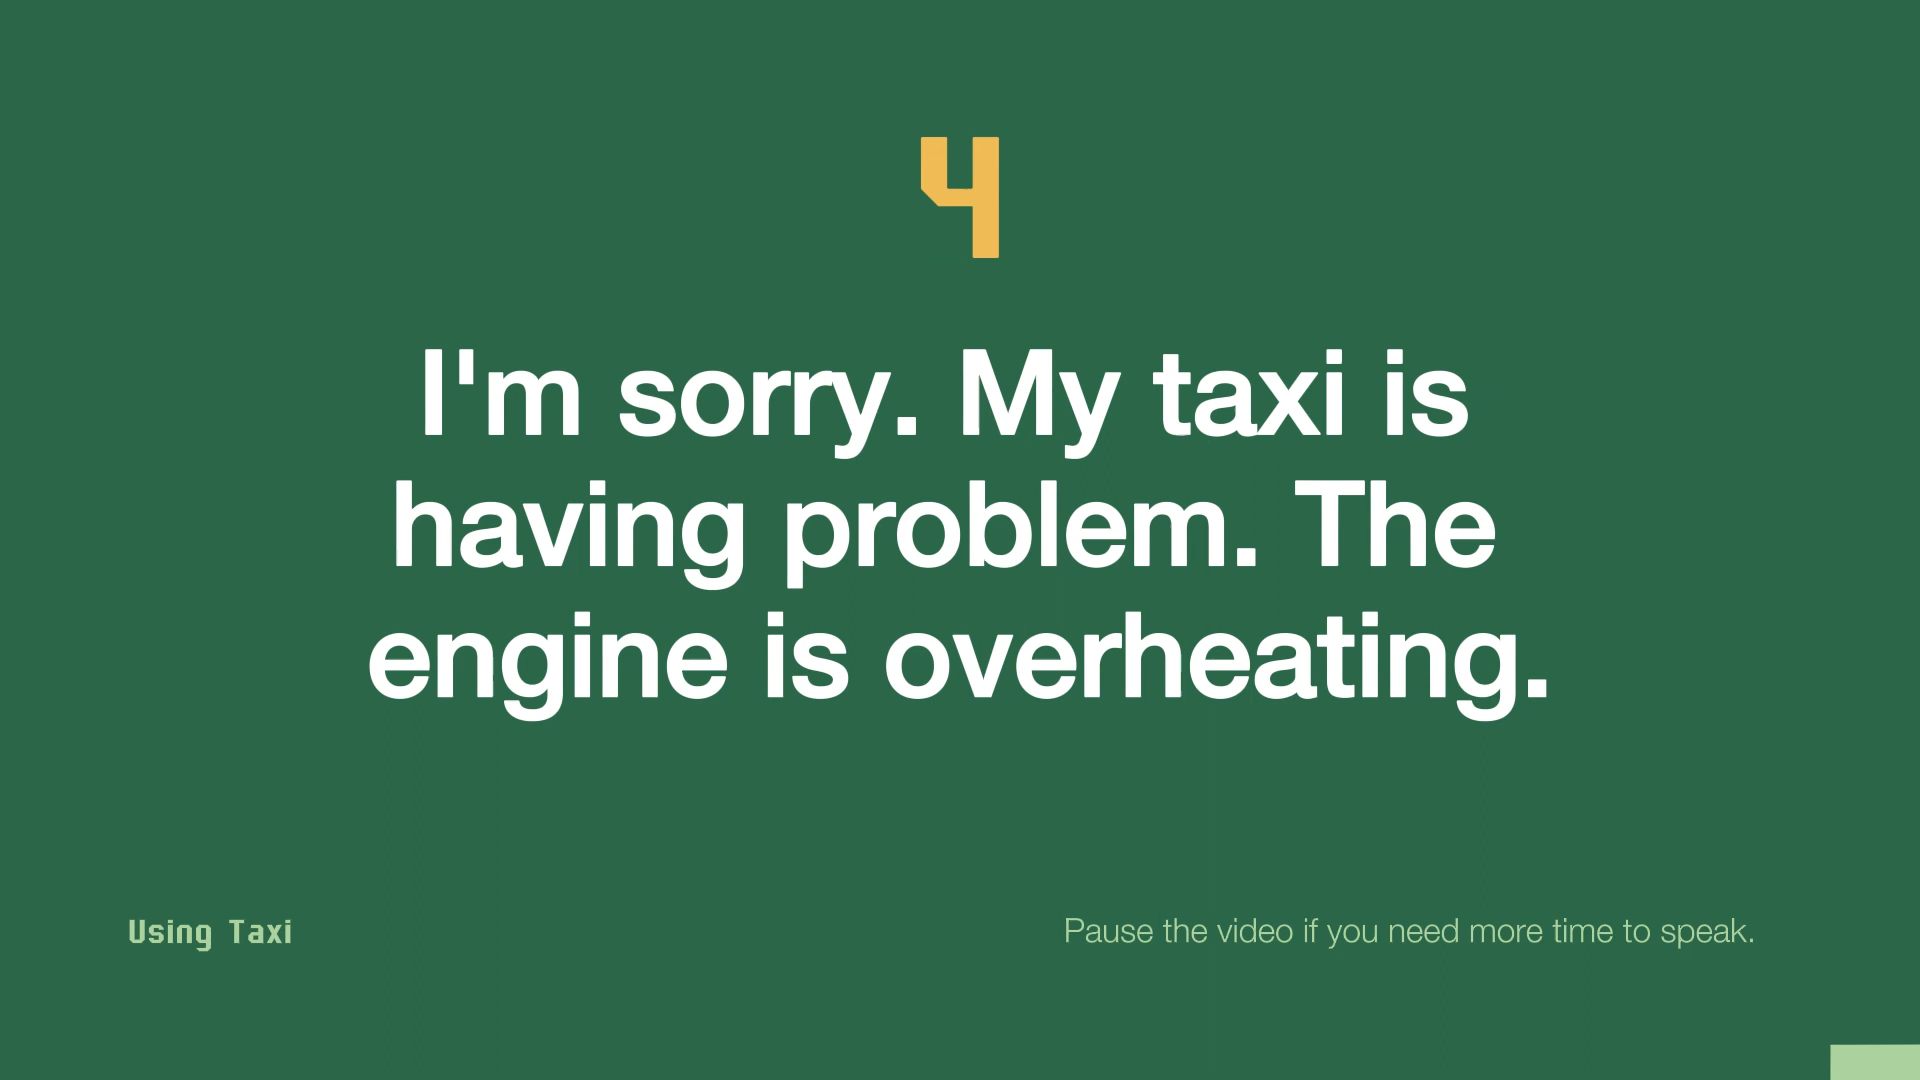 4
I'm sorry. My taxi is
having problem. The
engine is overheating.
Using Taxi
Pause the video if you need more time to speak.